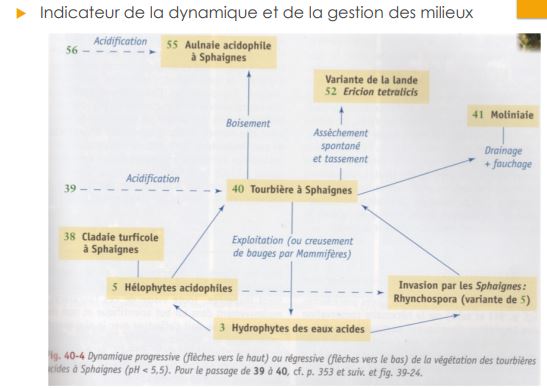 Indicateur de la dynamique et de la gestion des milieux
56
Acidification
55 Aulnaie acidophile
à Sphaignes
Variante de la lande
52 Ericion tetralicis
41 Moliniaie
Boisement
Assèchement
spontané
et tassement
Drainage
+ fauchage
39
Acidification
40 Tourbière à Sphaignes
38 Cladaie turficole
à Sphaignes
Exploitation (ou creusement
de bauges par Mammifères)
5 Hélophytes acidophiles
Invasion par les Sphaignes:
Rhynchospora (variante de 5)
3 Hydrophytes des eaux acides
ig. 40-4 Dynamique progressive (flèches vers le haut) ou régressive (flèches vers le bas) de la végétation des tourbières
cides à Sphaignes (pH < 5,5). Pour le passage de 39 à 40, cf. p. 353 et suiv. et fig. 39-24.